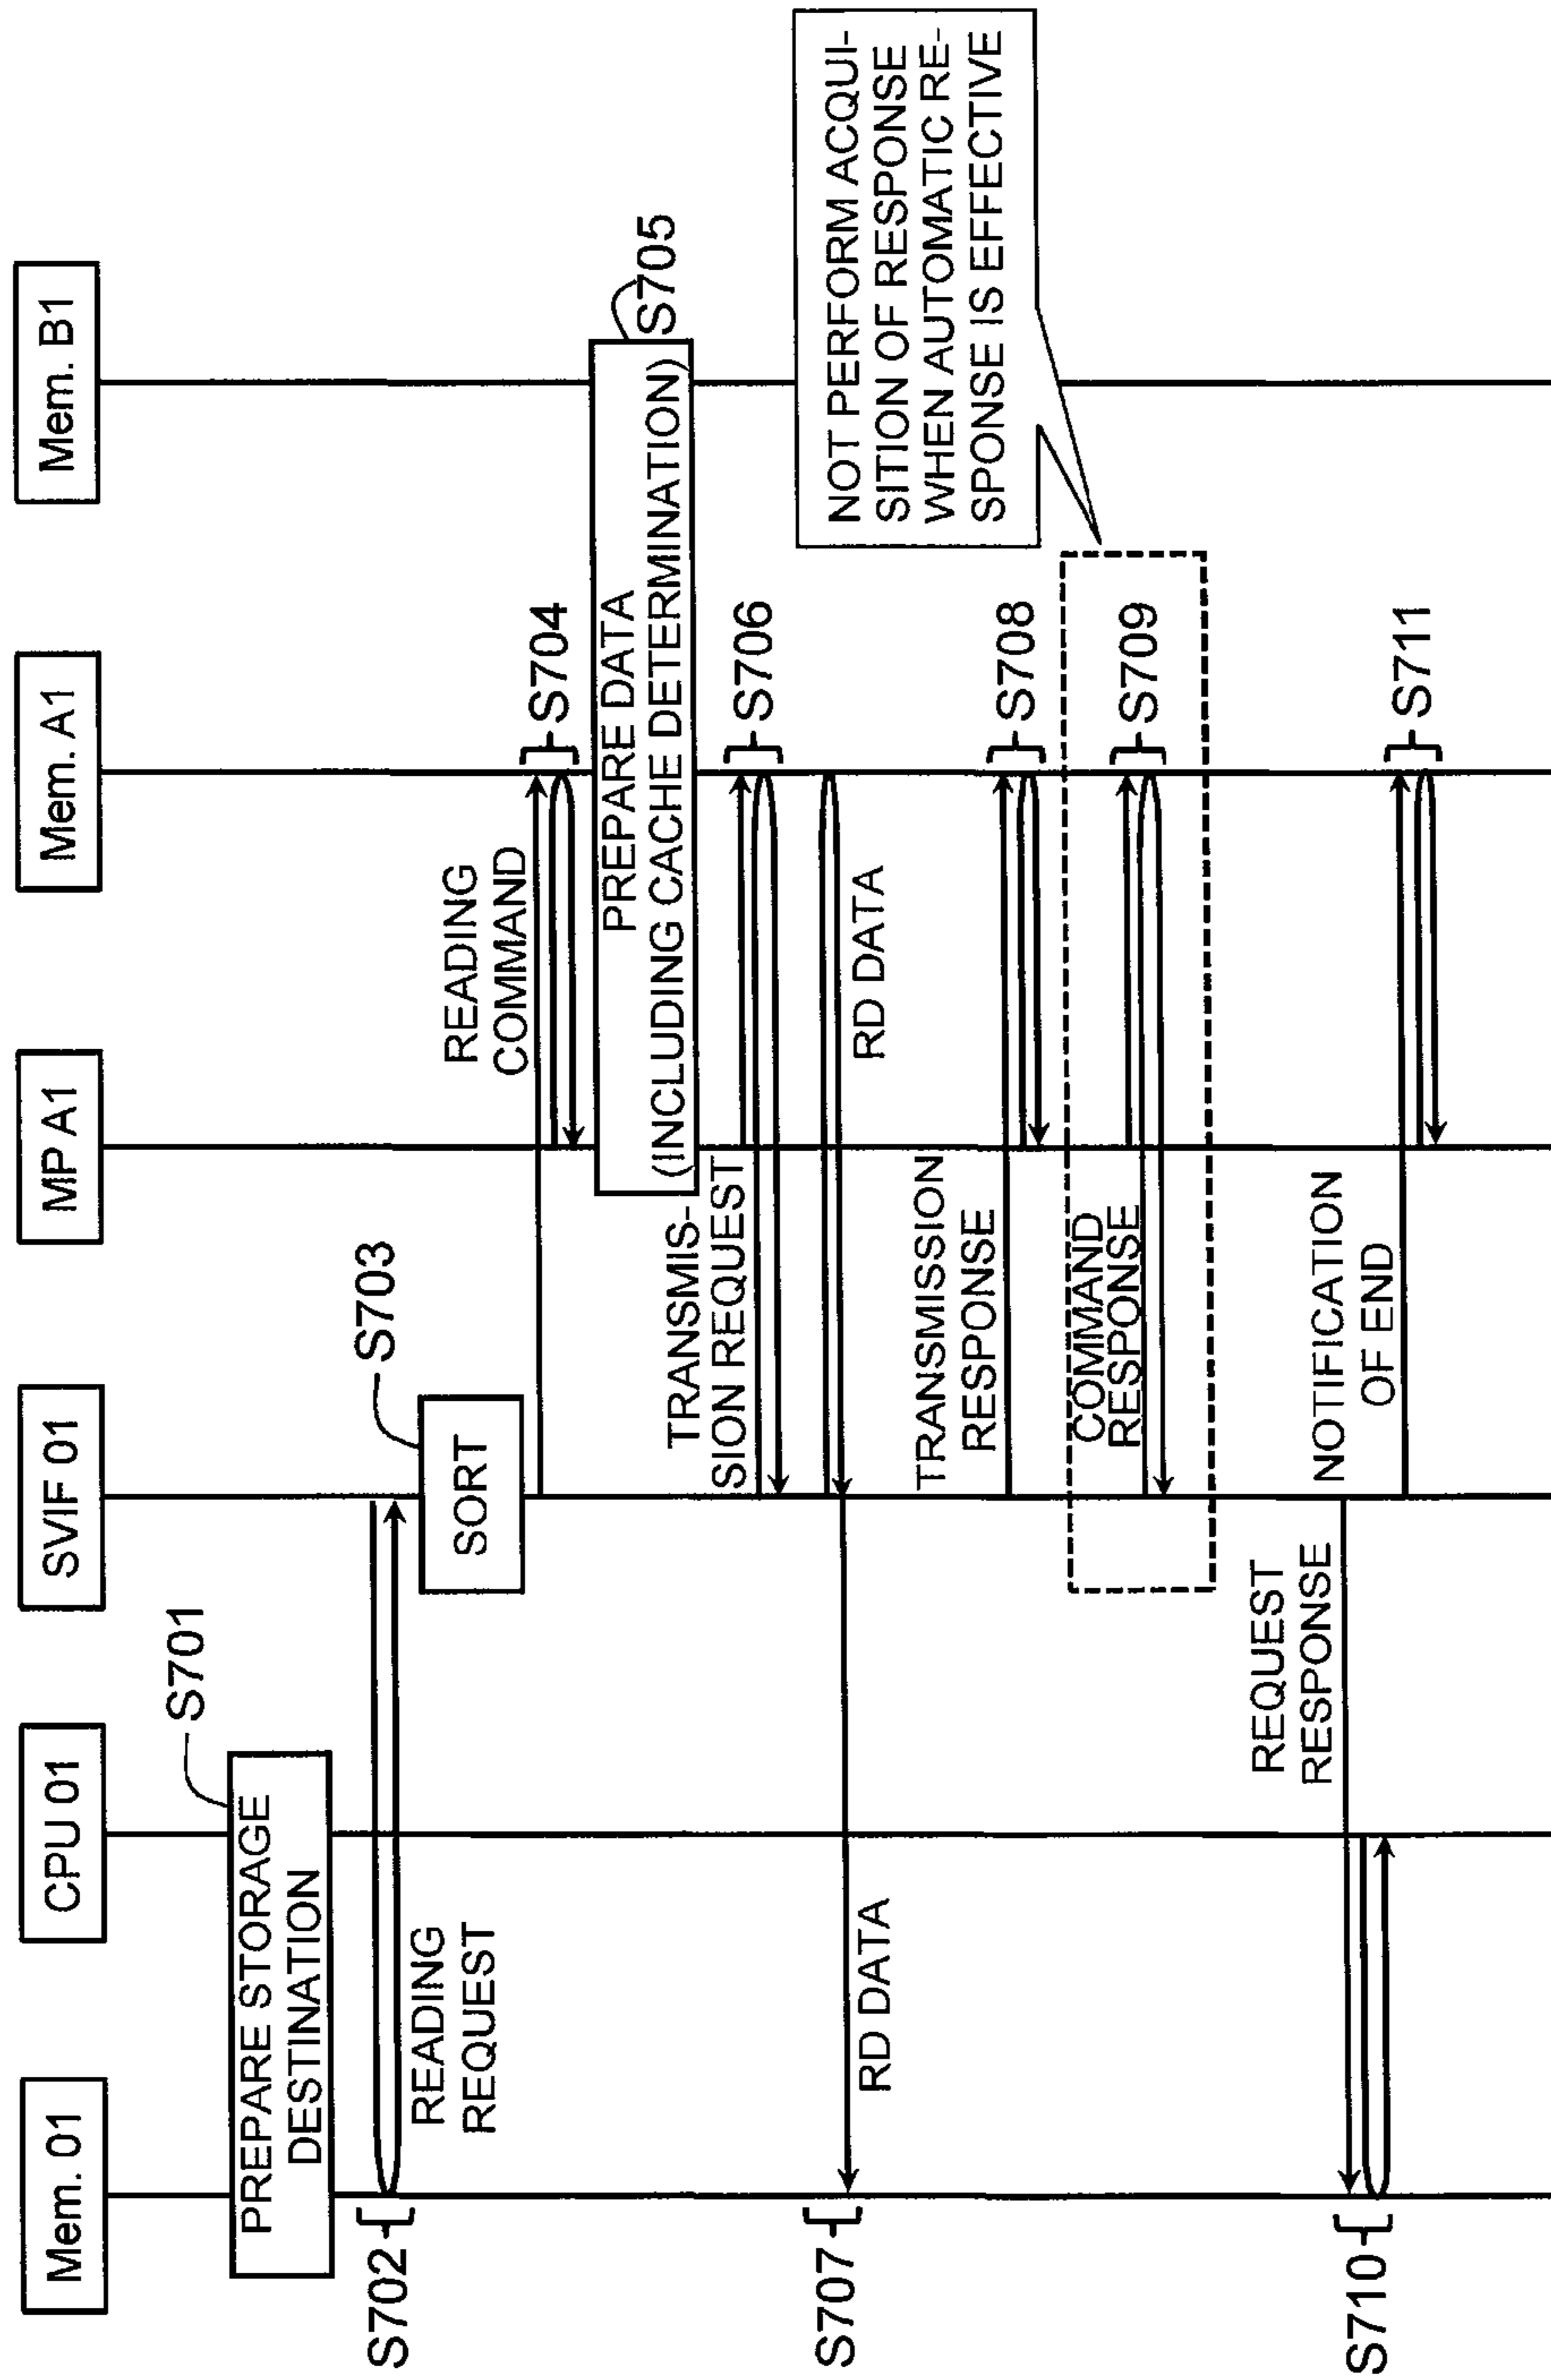 Mem. 01
CPU 01
SVIF 01
MP A1
Mem. A1
Mem. B1
S701
PREPARE STORAGE
DESTINATION
S702
READING
REQUEST
S703
SORT
READING
COMMAND
S704
PREPARE DATA
(INCLUDING CACHE DETERMINATION)
S705
TRANSMIS-
SION REQUEST
S706
S707
RD DATA
RD DATA
TRANSMISSION
RESPONSE
S708
NOT PERFORM ACQUI-
SITION OF RESPONSE
WHEN AUTOMATIC RE-
SPONSE IS EFFECTIVE
COMMAND
RESPONSE
S709
S710
REQUEST
RESPONSE
NOTIFICATION
OF END
S711